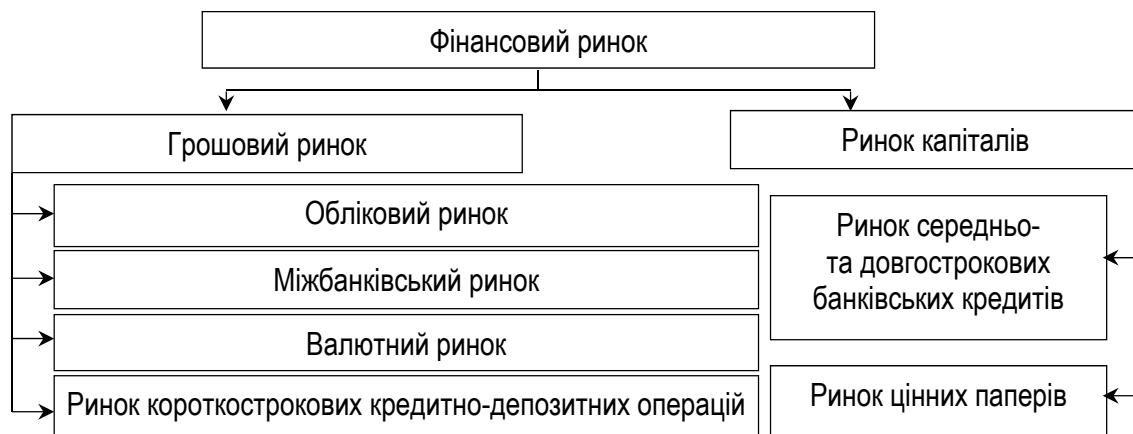 Фінансовий ринок
Грошовий ринок
Ринок капіталів
Обліковий ринок
Міжбанківський ринок
Валютний ринок
Ринок короткострокових кредитно-депозитних операцій
Ринок середньо-
та довгострокових
банківських кредитів
Ринок цінних паперів